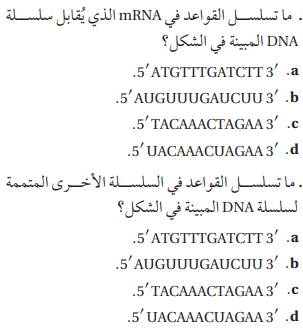 . ما تسلسل القواعد في mRNA الذي يُقابل سلسلة
DNA المبينة في الشكل؟
a. 5′ATGTTTGATCTT 3′.
b. 5′AUGUUUGAUCUU 3′.
c. 5′TACAAACTAGAA 3′.
d. 5′UACAAACUAGAA 3′.
. ما تسلسل القواعد في السلسلة الأخرى المتممة
لسلسلة DNA المبينة في الشكل؟
a. 5′ATGTTTGATCTT 3′.
b. 5′AUGUUUGAUCUU 3′.
c. 5′TACAAACTAGAA 3′.
d. 5′UACAAACUAGAA 3′.